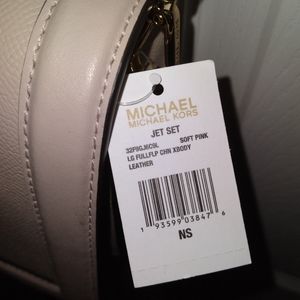 MICHAEL
MICHAEL KORS
JET SET
32F8GJ6C9L SOFT PINK
LG FULLFLP CHN XBODY
LEATHER
1 93599 03847 6
NS